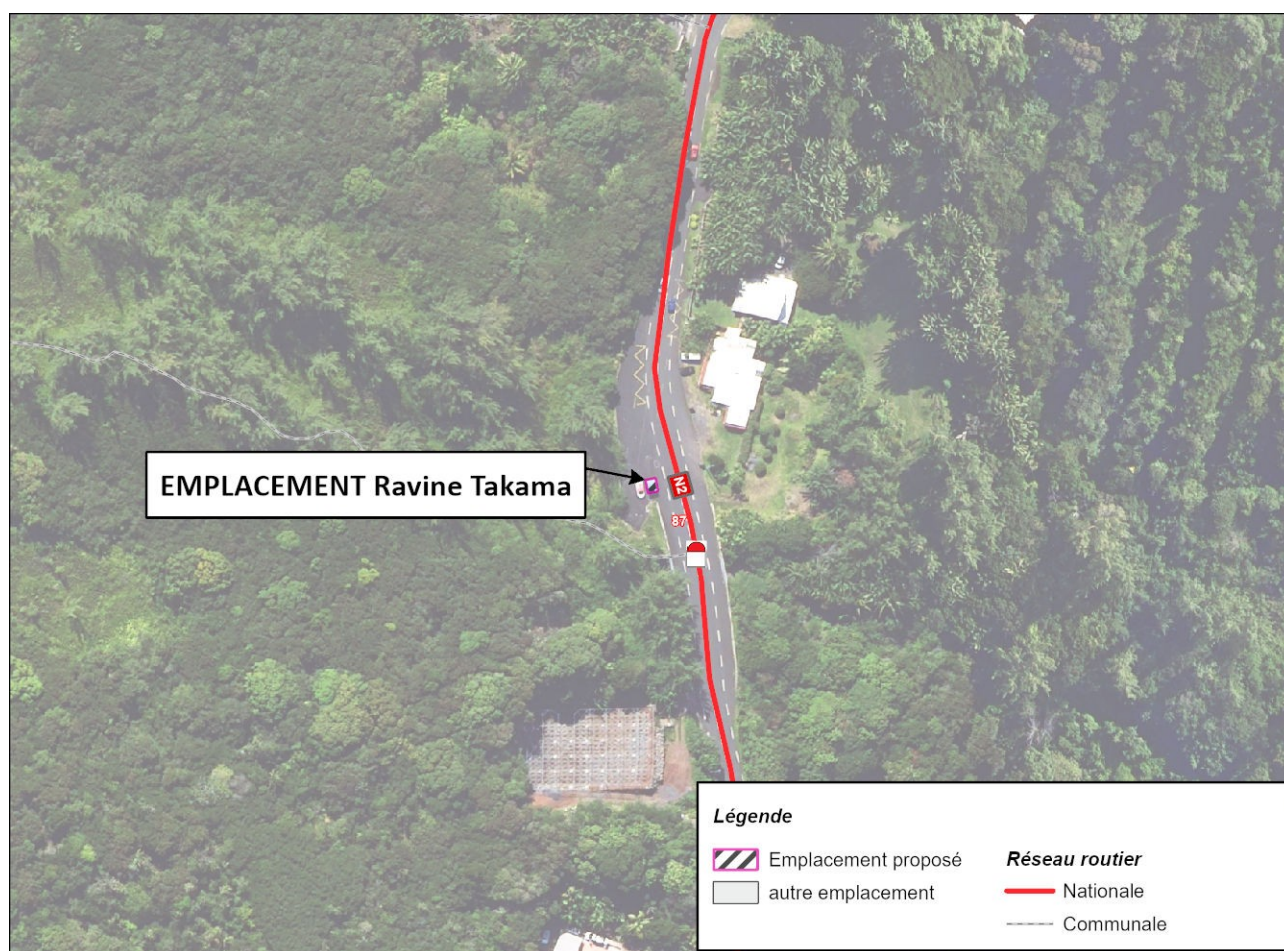 EMPLACEMENT Ravine Takama
N2
87
Légende
Emplacement proposé
autre emplacement
Réseau routier
Nationale
Communale